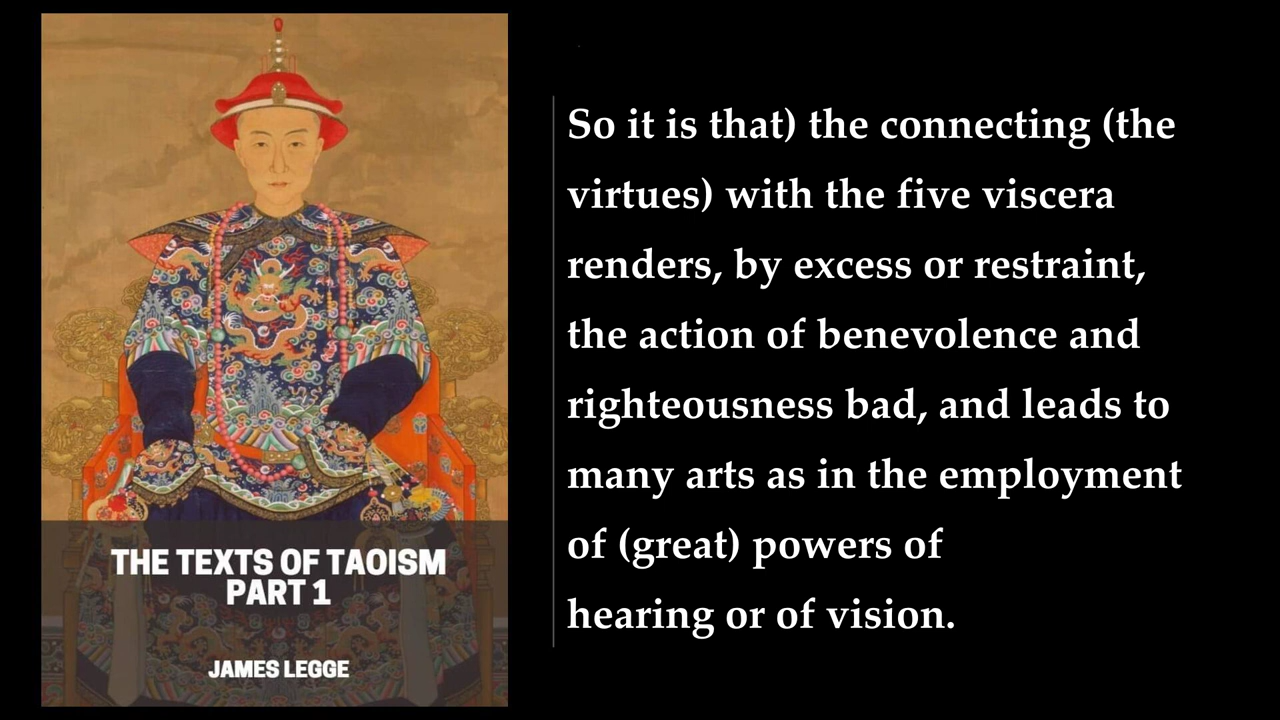 THE TEXTS OF TAOISM
PART 1
JAMES LEGGE
So it is that) the connecting (the
virtues) with the five viscera
renders, by excess or restraint,
the action of benevolence and
righteousness bad, and leads to
many arts as in the employment
of (great) powers of
hearing or of vision.